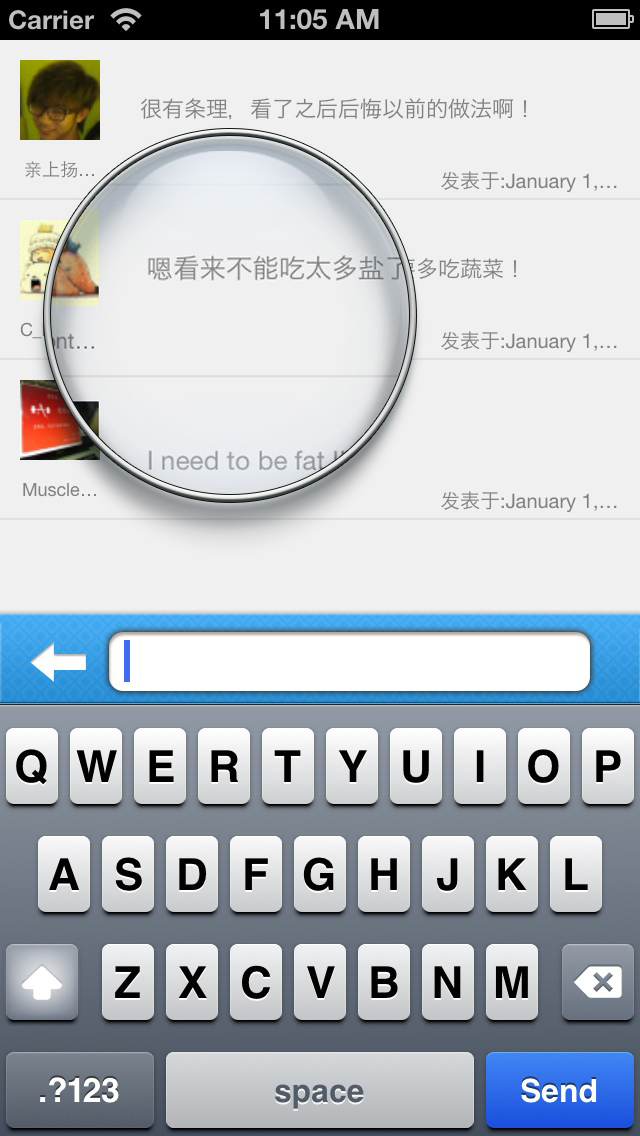 Carrier 11:05 AM
很有条理，看了之后后悔以前的做法啊！
亲上扬...
发表于:January 1,...
嗯看来不能吃太多盐了多吃蔬菜！
C_ont...
发表于:January 1,...
I need to be fat
Muscle...
发表于:January 1,...
Q W E R T Y U I O P
A S D F G H J K L
Z X C V B N M
.?123 space Send